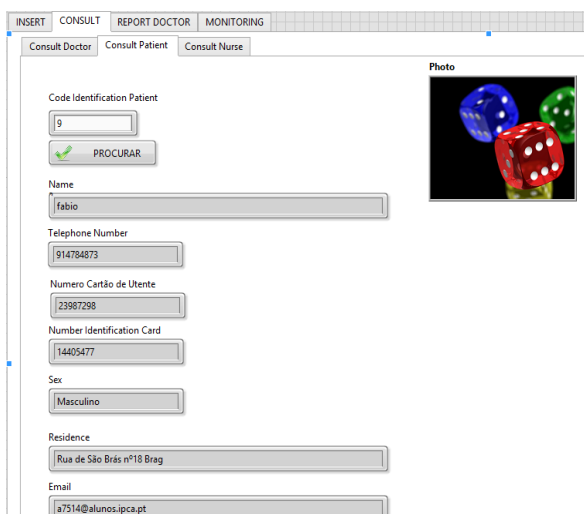 INSERT CONSULT REPORT DOCTOR MONITORING
Consult Doctor Consult Patient Consult Nurse
Photo
Code Identification Patient
9
PROCURAR
Name
fabio
Telephone Number
914784873
Numero Cartão de Utente
23987298
Number Identification Card
14405477
Sex
Masculino
Residence
Rua de São Brás nº18 Brag
Email
a7514@alunos.ipca.pt